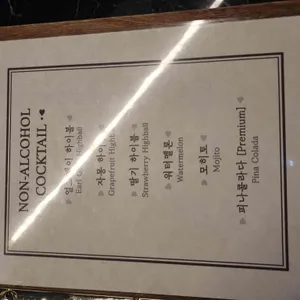 NON-ALCOHOL
COCKTAIL
얼그레이 하이볼
Earl Grey Highball
자몽 하이볼
Grapefruit Highball
딸기 하이볼
Strawberry Highball
워터멜론
Watermelon
모히토
Mojito
피나콜라다 [Premium]
Pina Colada